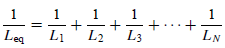 1/L_eq = 1/L_1 + 1/L_2 + 1/L_3 + ··· + 1/L_N